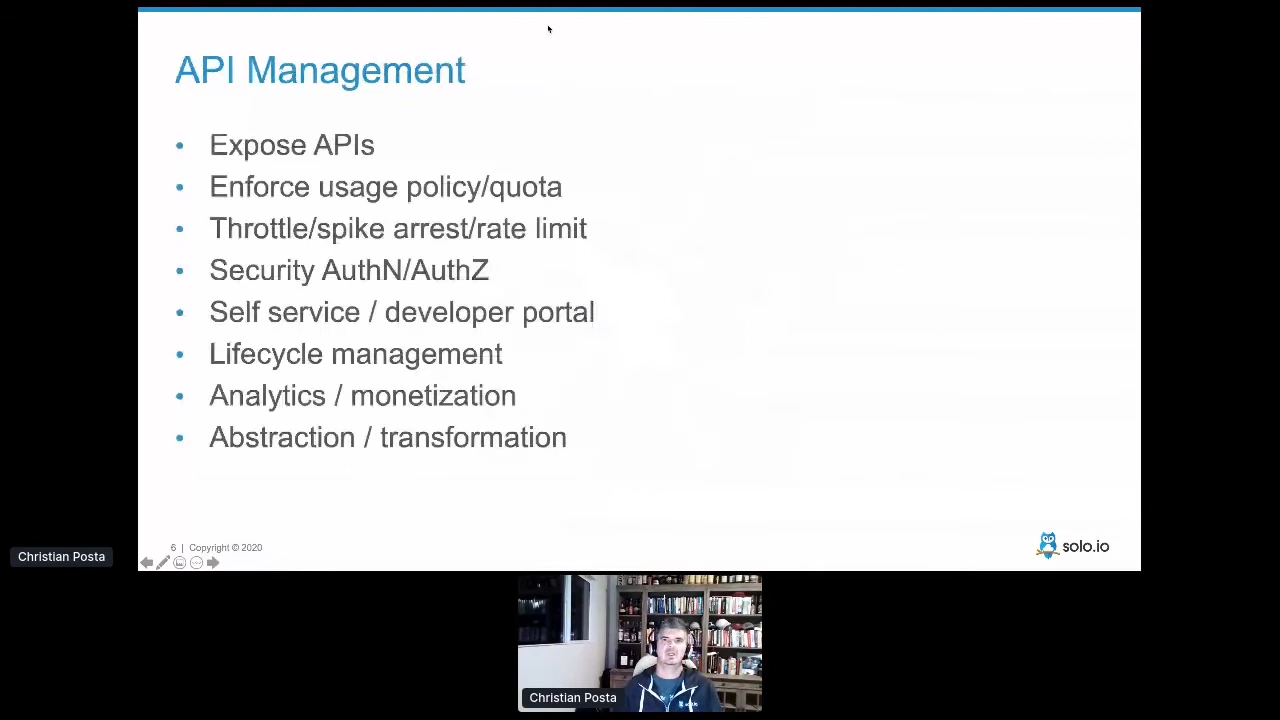 API Management
• Expose APIs
• Enforce usage policy/quota
• Throttle/spike arrest/rate limit
• Security AuthN/AuthZ
• Self service / developer portal
• Lifecycle management
• Analytics / monetization
• Abstraction / transformation
6 | Copyright © 2020
solo.io
Christian Posta
Christian Posta